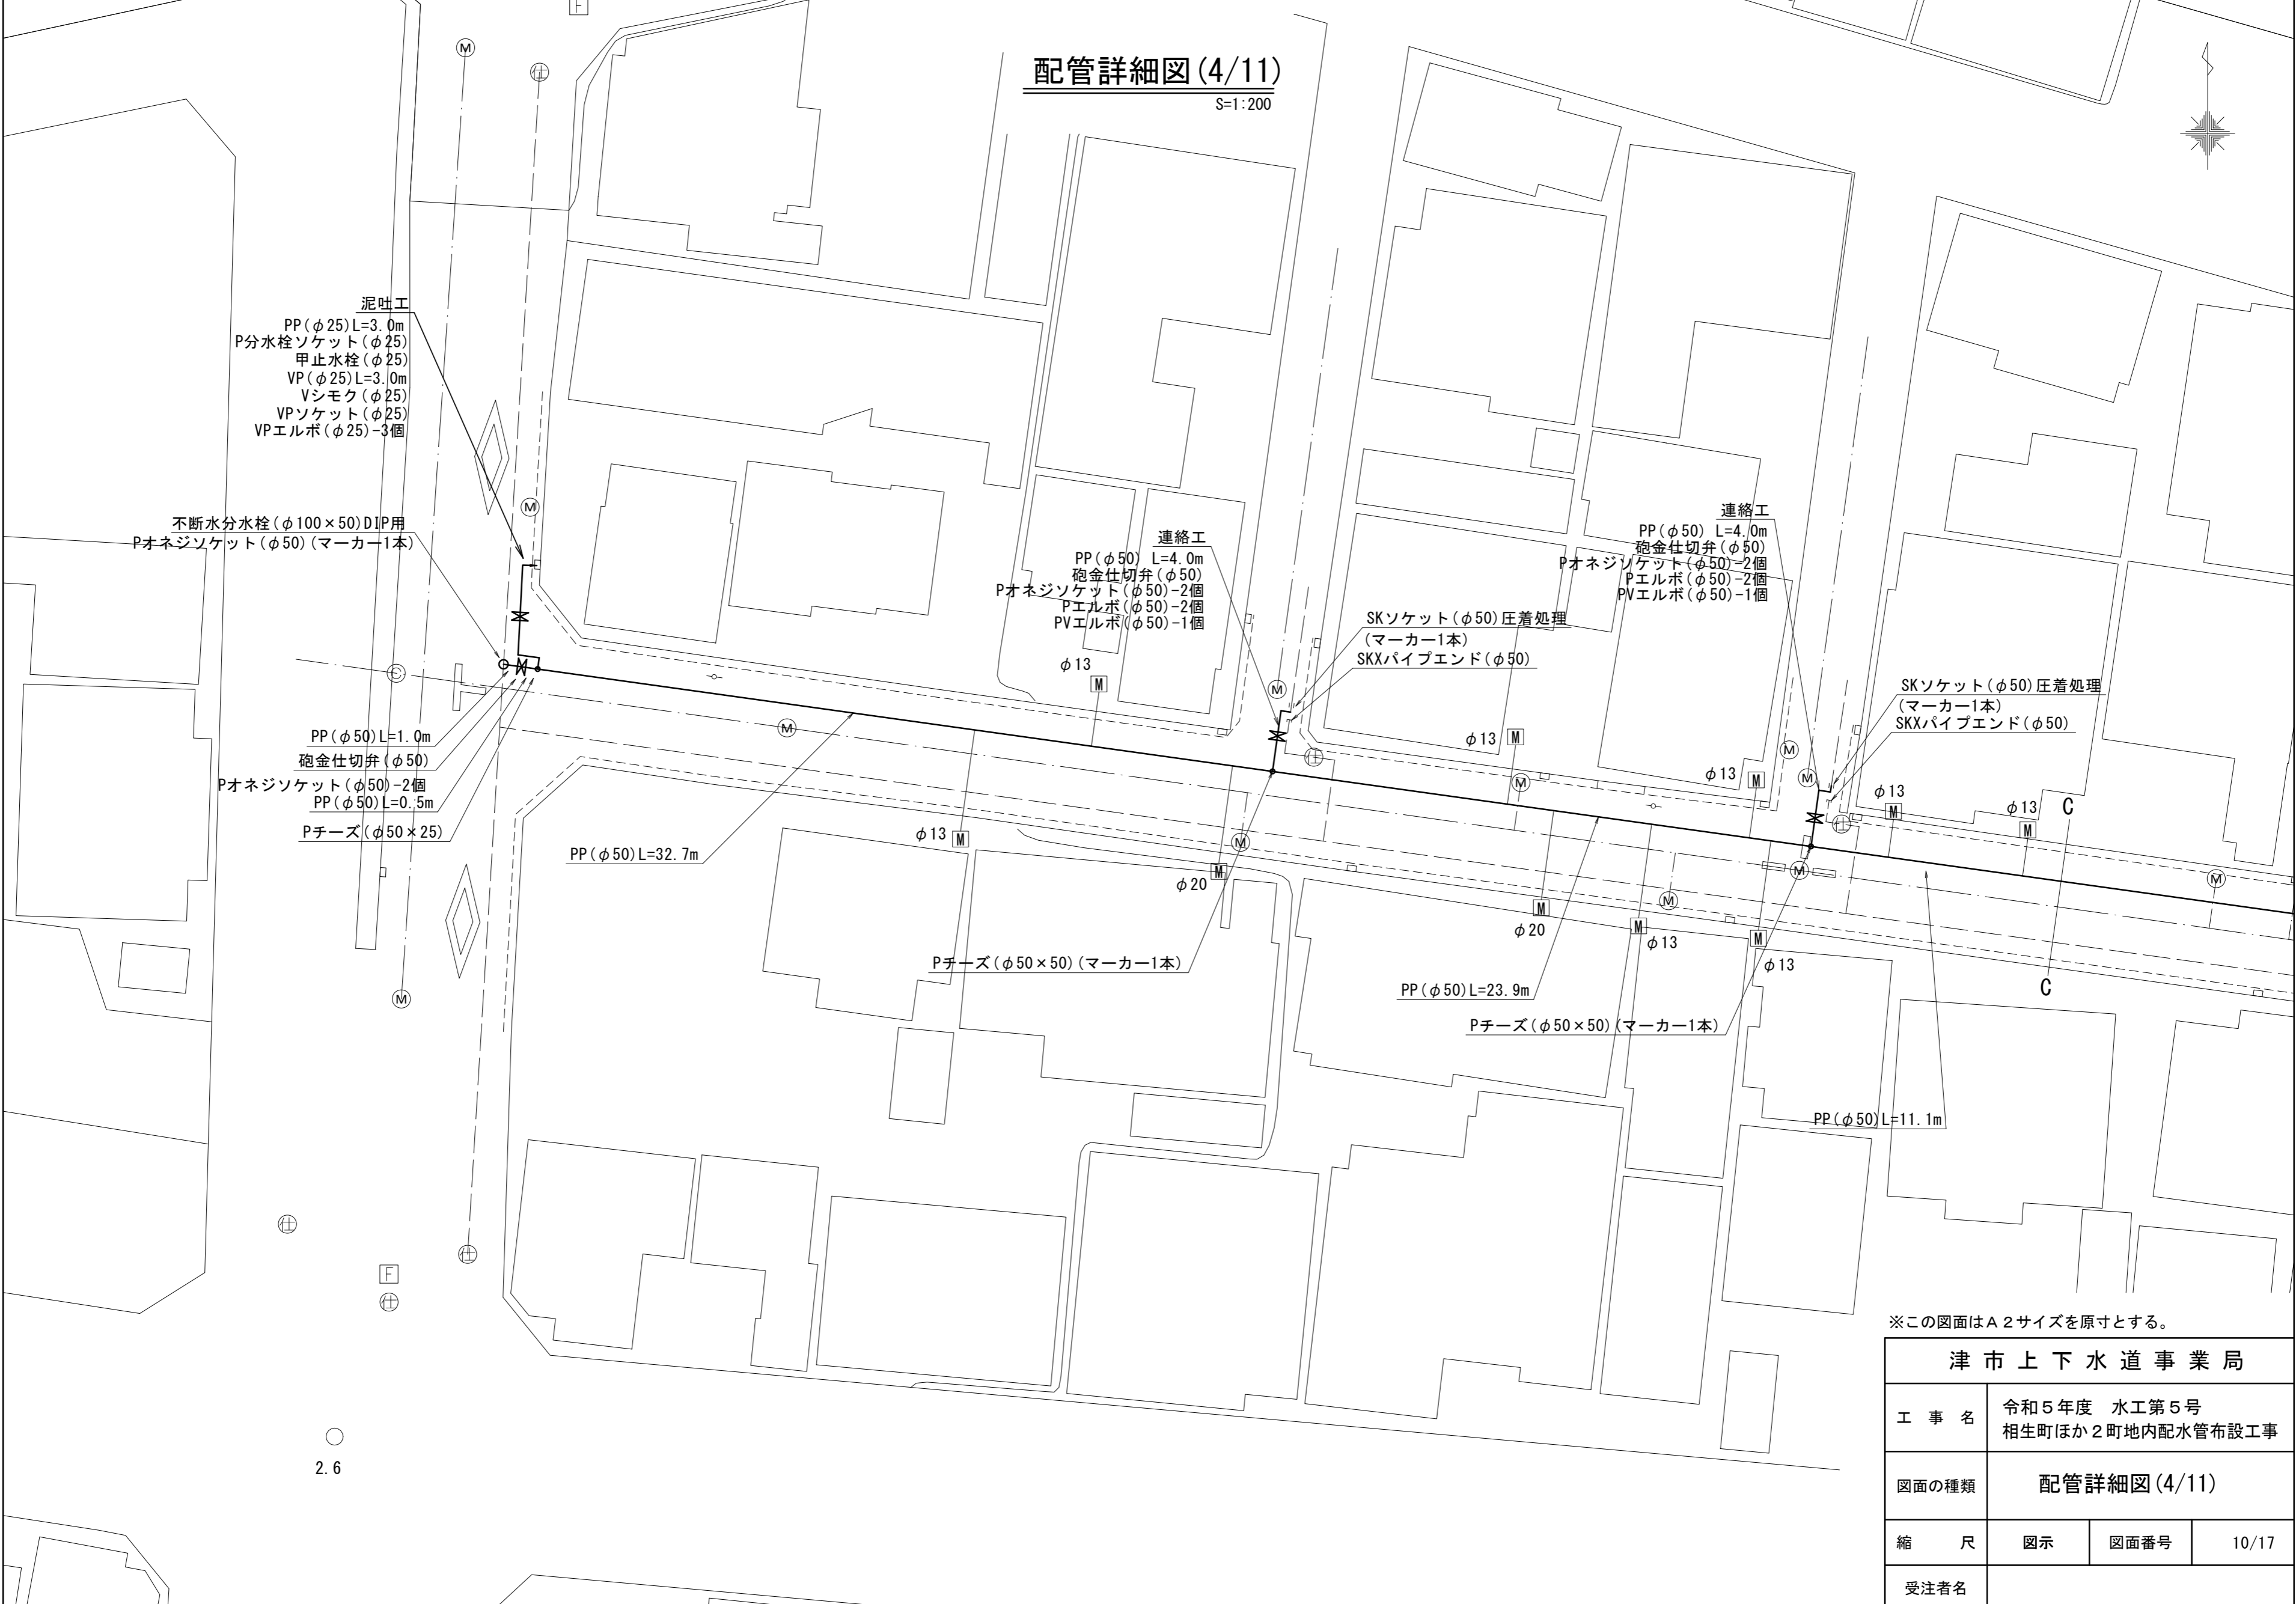 配管詳細図(4/11)
S=1:200
F
M
仕
泥吐工
PP(φ25)L=3.0m
P分水栓ソケット(φ25)
甲止水栓(φ25)
VP(φ25)L=3.0m
Vシモク(φ25)
VPソケット(φ25)
VPエルボ(φ25)-3個
M
不断水分水栓(φ100×50)DIP用
Pオネジソケット(φ50)(マーカー1本)
連絡工
PP(φ50) L=4.0m
砲金仕切弁(φ50)
Pオネジソケット(φ50)-2個
Pエルボ(φ50)-2個
PVエルボ(φ50)-1個
SKソケット(φ50)圧着処理
(マーカー1本)
SKXパイプエンド(φ50)
連絡工
PP(φ50) L=4.0m
砲金仕切弁(φ50)
Pオネジソケット(φ50)-2個
Pエルボ(φ50)-2個
PVエルボ(φ50)-1個
SKソケット(φ50)圧着処理
(マーカー1本)
SKXパイプエンド(φ50)
φ13
M
M
M
仕
φ13
M
M
φ13
M
M
M
仕
φ13
M
φ13
M
C
PP(φ50)L=1.0m
砲金仕切弁(φ50)
Pオネジソケット(φ50)-2個
PP(φ50)L=0.5m
Pチーズ(φ50×25)
PP(φ50)L=32.7m
φ13
M
M
φ20
M
M
φ20
M
M
φ13
M
M
φ13
M
M
C
M
Pチーズ(φ50×50)(マーカー1本)
PP(φ50)L=23.9m
Pチーズ(φ50×50)(マーカー1本)
PP(φ50)L=11.1m
仕
仕
F
仕
2.6
※この図面はA2サイズを原寸とする。
津市上下水道事業局
工事名
令和5年度 水工第5号
相生町ほか2町地内配水管布設工事
図面の種類
配管詳細図(4/11)
縮尺
図示
図面番号
10/17
受注者名